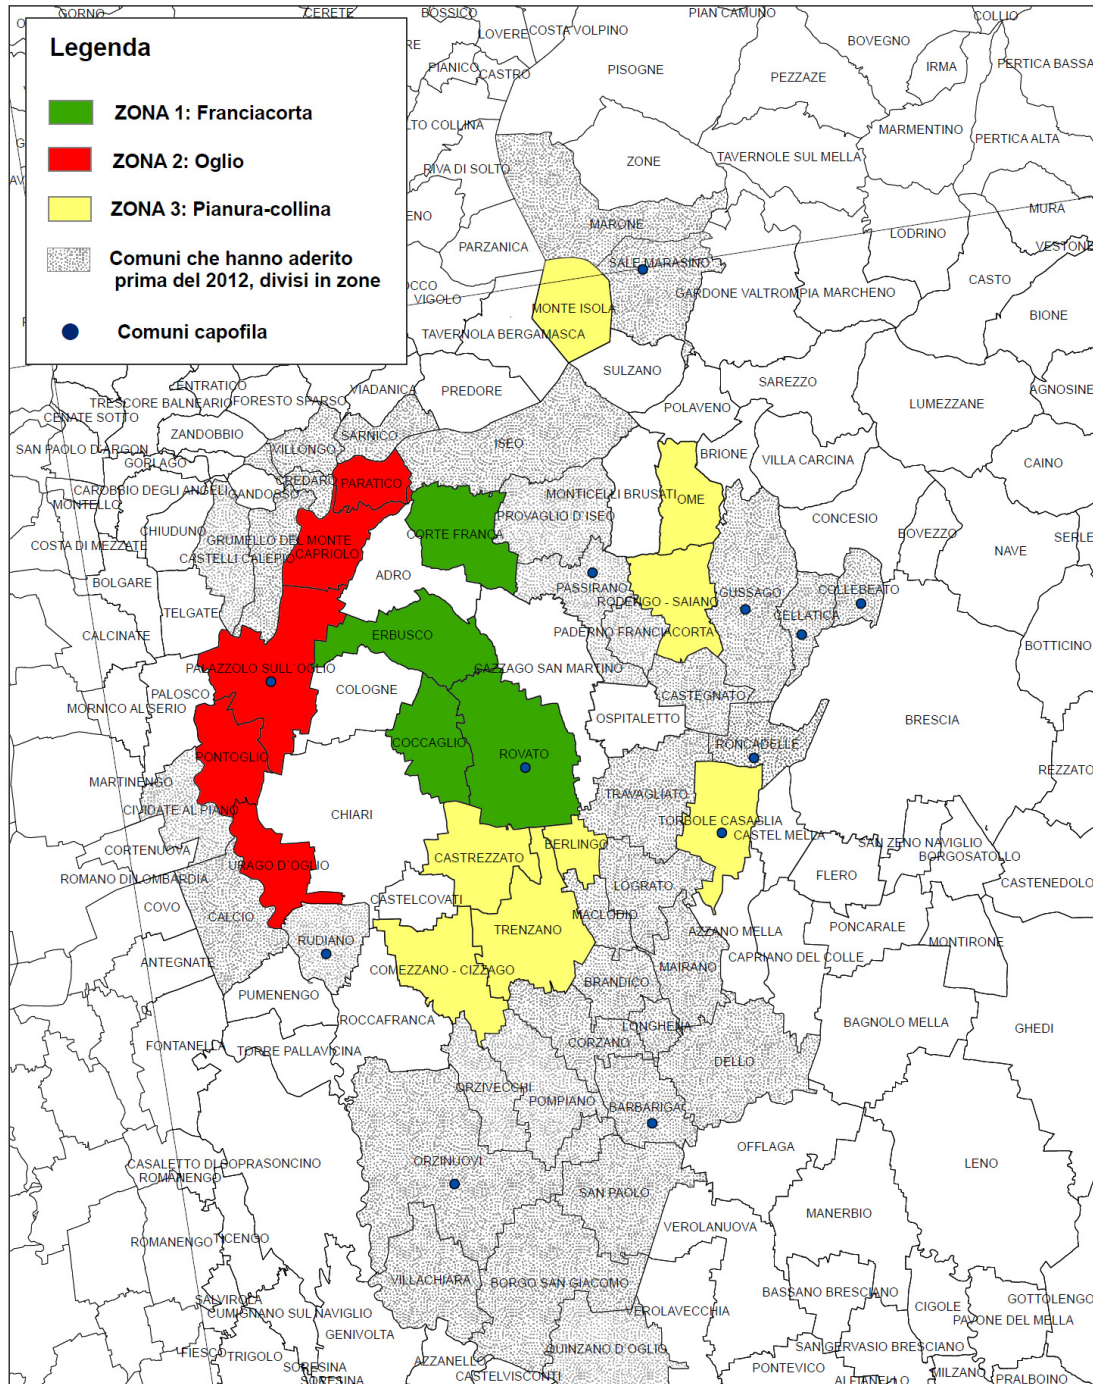 GORNO
CERETE
BOSSICO
LOVERE
COSTA VOLPINO
PIAN CAMUNO
COLLIO
BOVEGNO
IRMA
PERTICA BASSA
Legenda
PIANICO
CASTRO
PISOGNE
PEZZAZE
ZONA 1: Franciacorta
LTO COLLINA
MARMENTINO
PERTICA ALTA
ZONA 2: Oglio
RIVA DI SOLTO
ZONE
TAVERNOLE SUL MELLA
ZONA 3: Pianura-collina
ENO
MARONE
MURA
PARZANICA
LODRINO
VESTONE
Comuni che hanno aderito
prima del 2012, divisi in zone
SALE MARASINO
CASTO
OCCO
VIGOLO
GARDONE VALTROMPIA
MARCHENO
MONTE ISOLA
BIONE
Comuni capofila
TAVERNOLA BERGAMASCA
SULZANO
SAREZZO
ENTRATICO
VIADANICA
PREDORE
AGNOSINE
TRESCORE BALNEARIO
FORESTO SPARSO
POLAVENO
LUMEZZANE
CENATE SOTTO
ZANDOBBIO
SARNICO
ISEO
SAN PAOLO D'ARGON
VILLONGO
BRIONE
VILLA CARCINA
CAINO
GORLAGO
CREDARO
PARATICO
CAROBBIO DEGLI ANGELI
GANDOSSO
MONTICELLI BRUSATI
OME
MONTELLO
PROVAGLIO D'ISEO
CONCESIO
CHIUDUNO
GRUMELLO DEL MONTE
CORTE FRANCA
BOVEZZO
SERLE
COSTA DI MEZZATE
CASTELLI CALEPIO
CAPRIOLO
NAVE
BOLGARE
ADRO
PASSIRANO
GUSSAGO
COLLEBEATO
TELGATE
RODENGO - SAIANO
CELLATICA
CALCINATE
ERBUSCO
PADERNO FRANCIACORTA
BOTTICINO
PALAZZOLO SULL'OGLIO
CAZZAGO SAN MARTINO
PALOSCO
COLOGNE
CASTEGNATO
MORNICO AL SERIO
OSPITALETTO
BRESCIA
COCCAGLIO
RONCADELLE
PONTOGLIO
ROVATO
REZZATO
MARTINENGO
TRAVAGLIATO
CIVIDATE AL PIANO
CHIARI
TORBOLE CASAGLIA
CASTEL MELLA
CORTENUOVA
BERLINGO
SAN ZENO NAVIGLIO
CASTREZZATO
BORGOSATOLLO
URAGO D'OGLIO
ROMANO DI LOMBARDIA
FLERO
LOGRATO
CASTENEDOLO
CASTELCOVATI
COVO
CALCIO
MACLODIO
TRENZANO
AZZANO MELLA
PONCARALE
RUDIANO
MONTIRONE
ANTEGNATE
COMEZZANO - CIZZAGO
MAIRANO
CAPRIANO DEL COLLE
BRANDICO
PUMENENGO
ROCCAFRANCA
LONGHENA
BAGNOLO MELLA
GHEDI
FONTANELLA
TORRE PALLAVICINA
CORZANO
DELLO
ORZIVECCHI
POMPIANO
BARBARIGA
OFFLAGA
CASALETTO DI SOPRA
SONCINO
ORZINUOVI
LENO
ROMANENGO
SAN PAOLO
MANERBIO
VEROLANUOVA
ROMANENGO
TICENGO
VILLACHIARA
BORGO SAN GIACOMO
BASSANO BRESCIANO
SALVIROLA
GOTTOLENGO
CUMIGNANO SUL NAVIGLIO
VEROLAVECCHIA
CIGOLE
PAVONE DEL MELLA
GENIVOLTA
FIESCO
TRIGOLO
QUINZANO D'OGLIO
SAN GERVASIO BRESCIANO
AZZANELLO
SORESINA
PONTEVICO
CASTELVISCONTI
MILZANO
SORESINA
ALFIANELLO
PRALBOINO